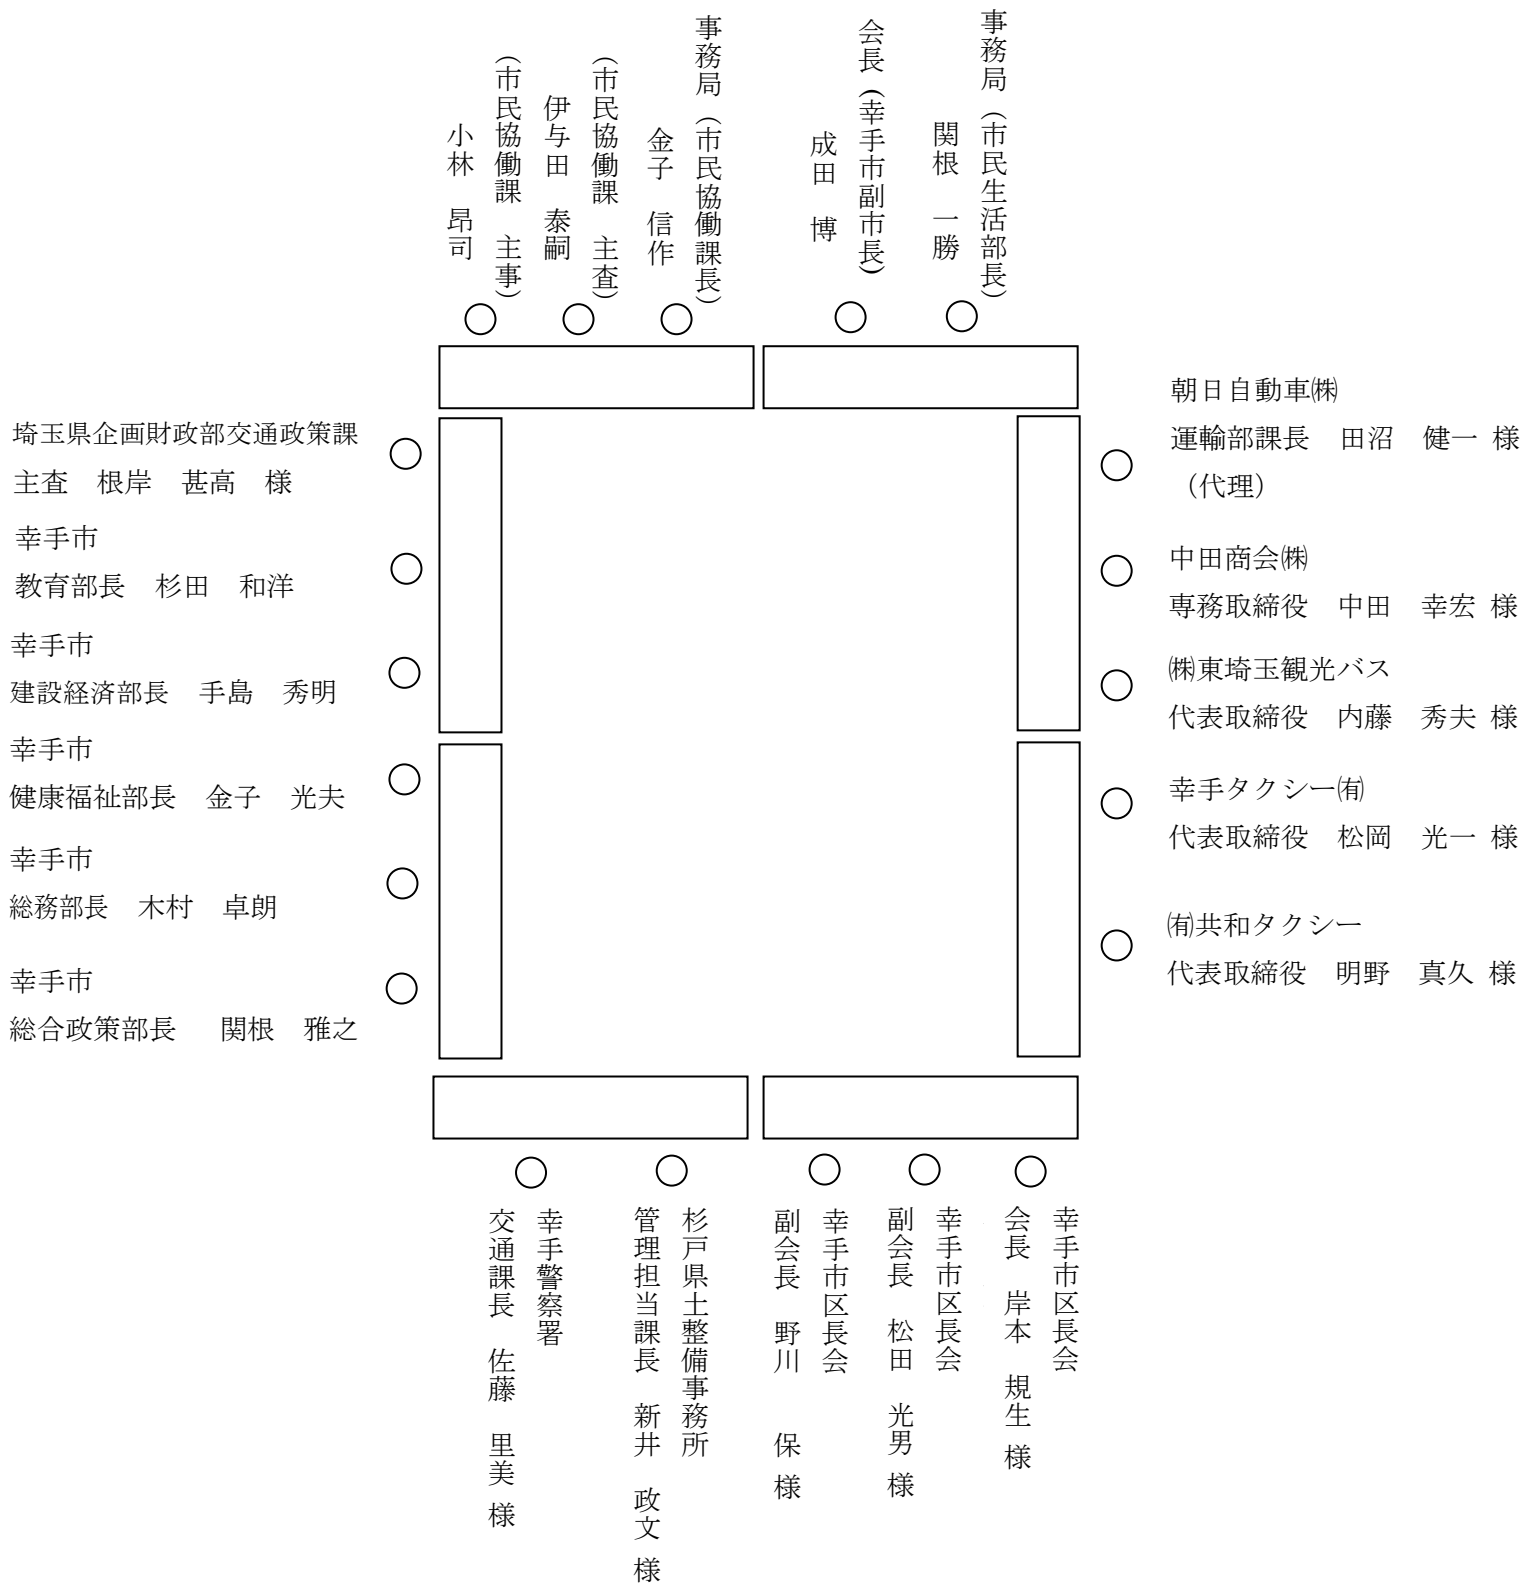 事務局（市民生活部長）
関根　一勝
会長（幸手市副市長）
成田　博
事務局（市民協働課長）
金子　信作
（市民協働課　主査）
伊与田　泰嗣
（市民協働課　主事）
小林　昂司
埼玉県企画財政部交通政策課
主査　根岸　甚高　様
幸手市
教育部長　杉田　和洋
幸手市
建設経済部長　手島　秀明
幸手市
健康福祉部長　金子　光夫
幸手市
総務部長　木村　卓朗
幸手市
総合政策部長　関根　雅之
朝日自動車㈱
運輸部課長　田沼　健一 様
（代理）
中田商会㈱
専務取締役　中田　幸宏 様
㈱東埼玉観光バス
代表取締役　内藤　秀夫 様
幸手タクシー㈲
代表取締役　松岡　光一 様
㈲共和タクシー
代表取締役　明野　真久 様
幸手市区長会
会長　岸本　規生 様
幸手市区長会
副会長　松田　光男 様
幸手市区長会
副会長　野川　　保 様
杉戸県土整備事務所
管理担当課長　新井　政文 様
幸手警察署
交通課長　佐藤　里美 様